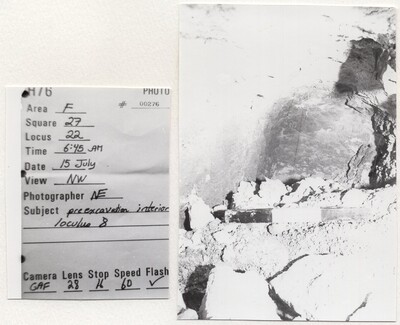 H76 PHOTO
Area F # 00276
Square 27
Locus 22
Time 6:45 AM
Date 15 July
View NW
Photographer NE
Subject preexcavation interior
loculus 8
Camera Lens Stop Speed Flash
GAF 28 16 60 ✓